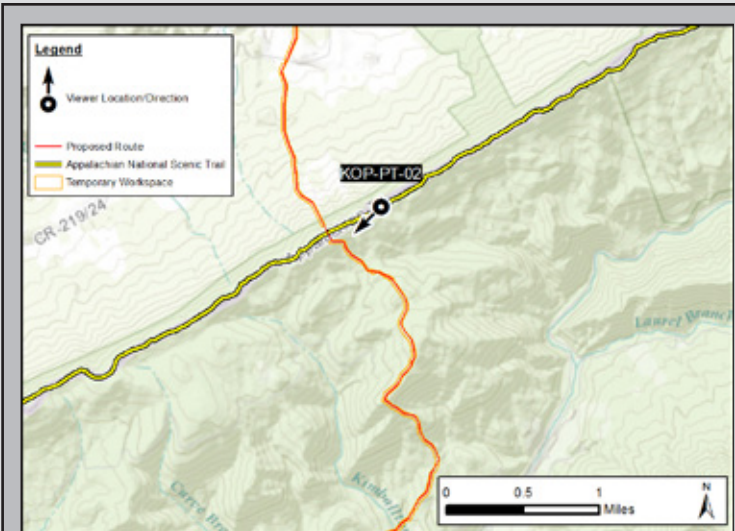 Legend
Viewer Location/Direction
Proposed Route
Appalachian National Scenic Trail
Temporary Workspace
KOP-PT-02
CR-219/24
Laurel Branch
Curve
0 0.5 1
Miles
N